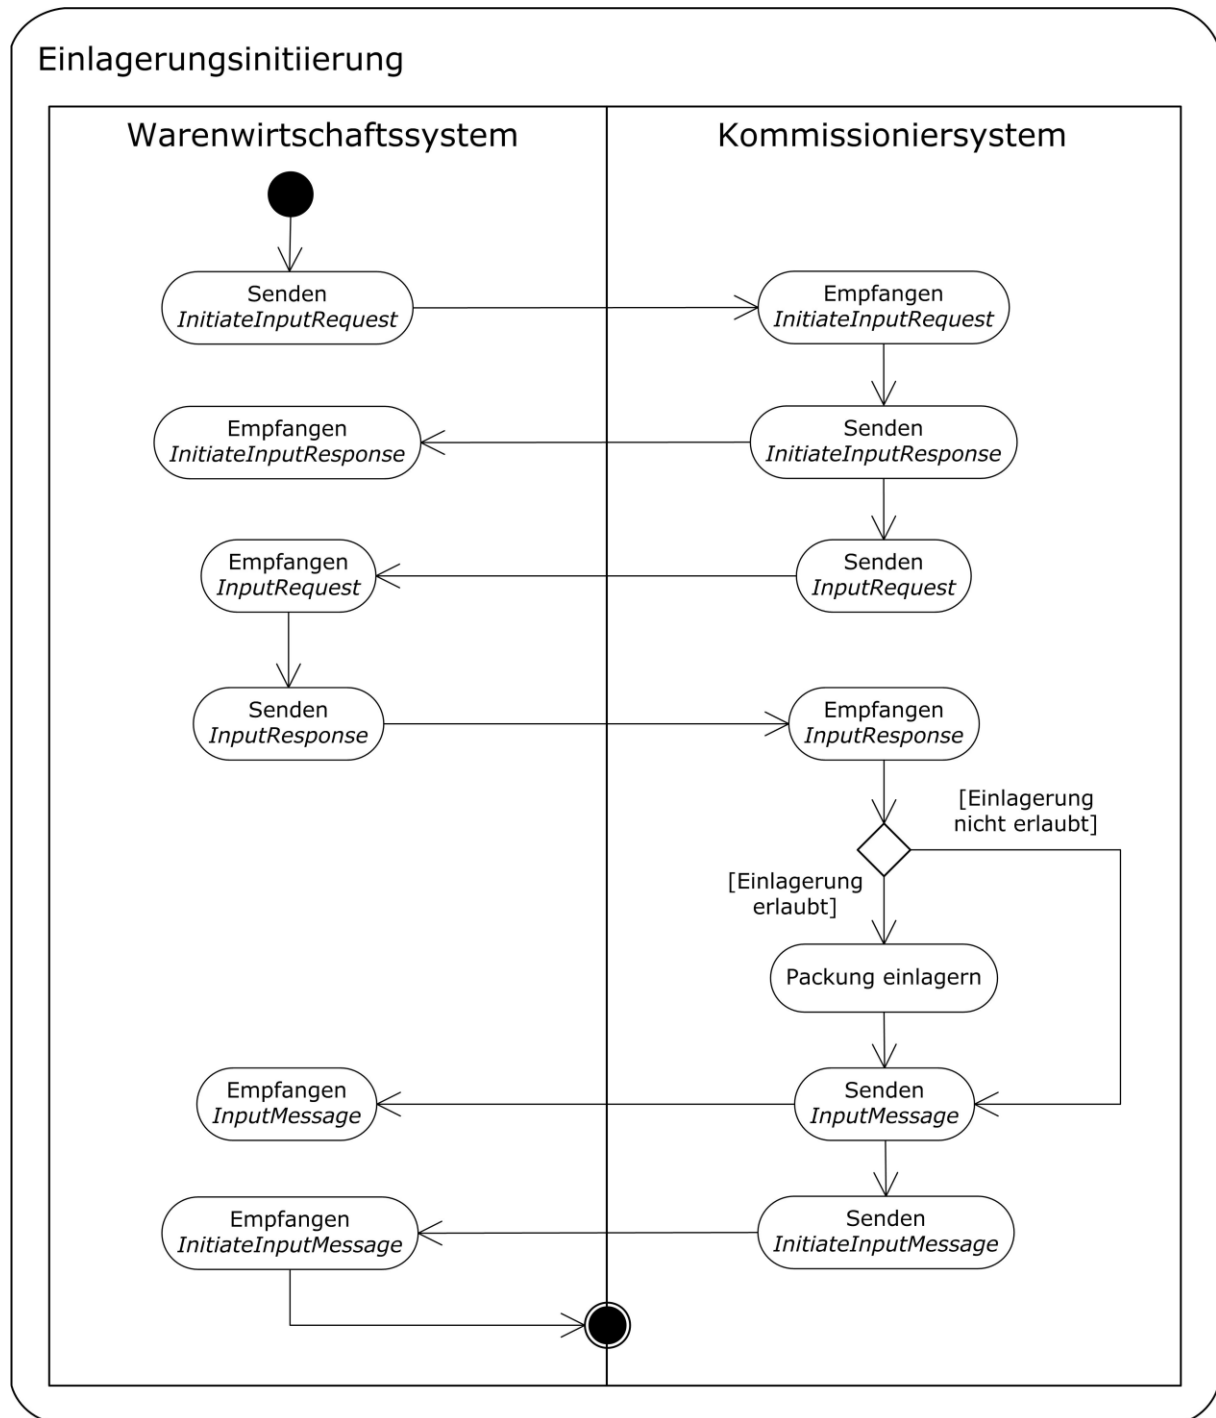 Einlagerungsinitiierung
Warenwirtschaftssystem
Kommissioniersystem
Senden
InitiateInputRequest
Empfangen
InitiateInputRequest
Empfangen
InitiateInputResponse
Senden
InitiateInputResponse
Empfangen
InputRequest
Senden
InputRequest
Senden
InputResponse
Empfangen
InputResponse
[Einlagerung
nicht erlaubt]
[Einlagerung
erlaubt]
Packung einlagern
Empfangen
InputMessage
Senden
InputMessage
Empfangen
InitiateInputMessage
Senden
InitiateInputMessage